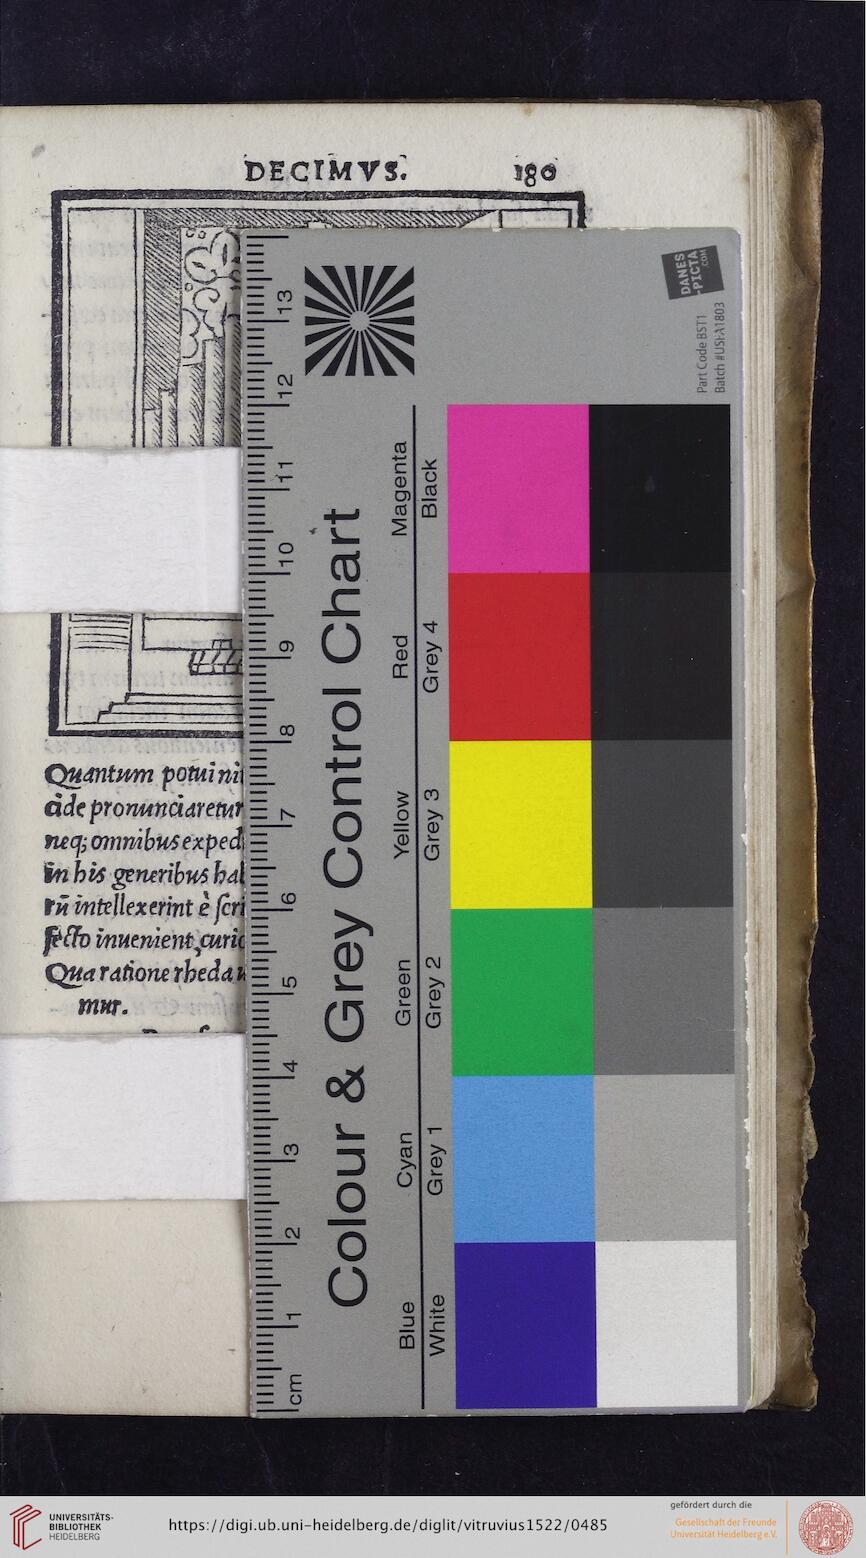 DECIMVS. 180
Quantum potui ni
cide pronunciaretur
neq; omnibus exped
in his generibus hal
rũ intellexerint è scri
fecto inuenient, curio
Qua ratione rheda u
mur.
DANES
-PICTA
.COM
Part Code BST1
Batch #USHA1803
Colour & Grey Control Chart
13
12
11
10
9
8
7
6
5
4
3
2
1
cm
Magenta
Black
Red
Grey 4
Yellow
Grey 3
Green
Grey 2
Cyan
Grey 1
Blue
White
UNIVERSITÄTS-
BIBLIOTHEK
HEIDELBERG
https://digi.ub.uni-heidelberg.de/diglit/vitruvius1522/0485
gefördert durch die
Gesellschaft der Freunde
Universität Heidelberg e.V.